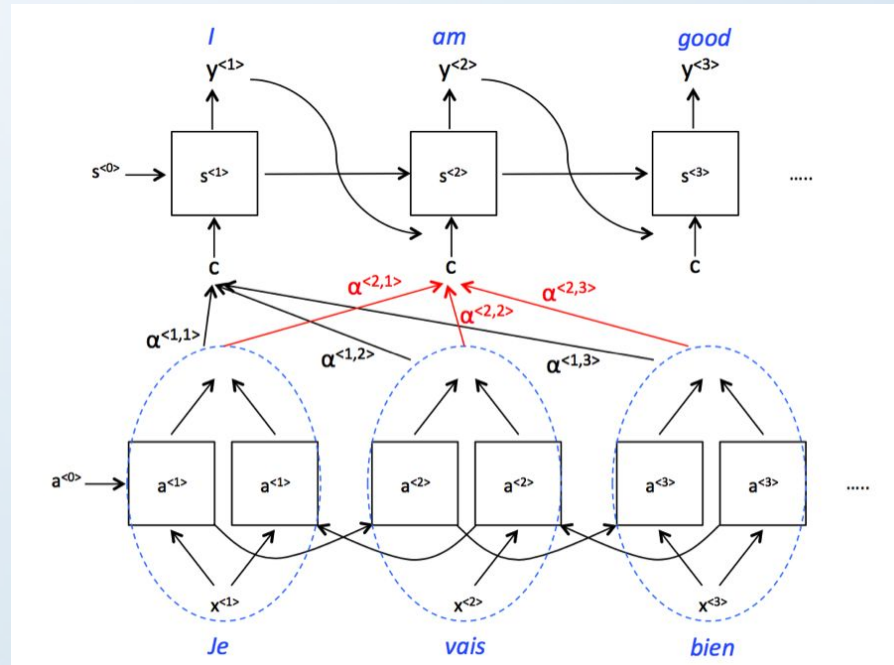 I am good
y<1> y<2> y<3>
s<0> s<1> s<2> s<3> .....
c c c
α<2,1> α<2,2> α<2,3>
α<1,1> α<1,2> α<1,3>
a<0> a<1> a<1> a<2> a<2> a<3> a<3> .....
x<1> x<2> x<3>
Je vais bien